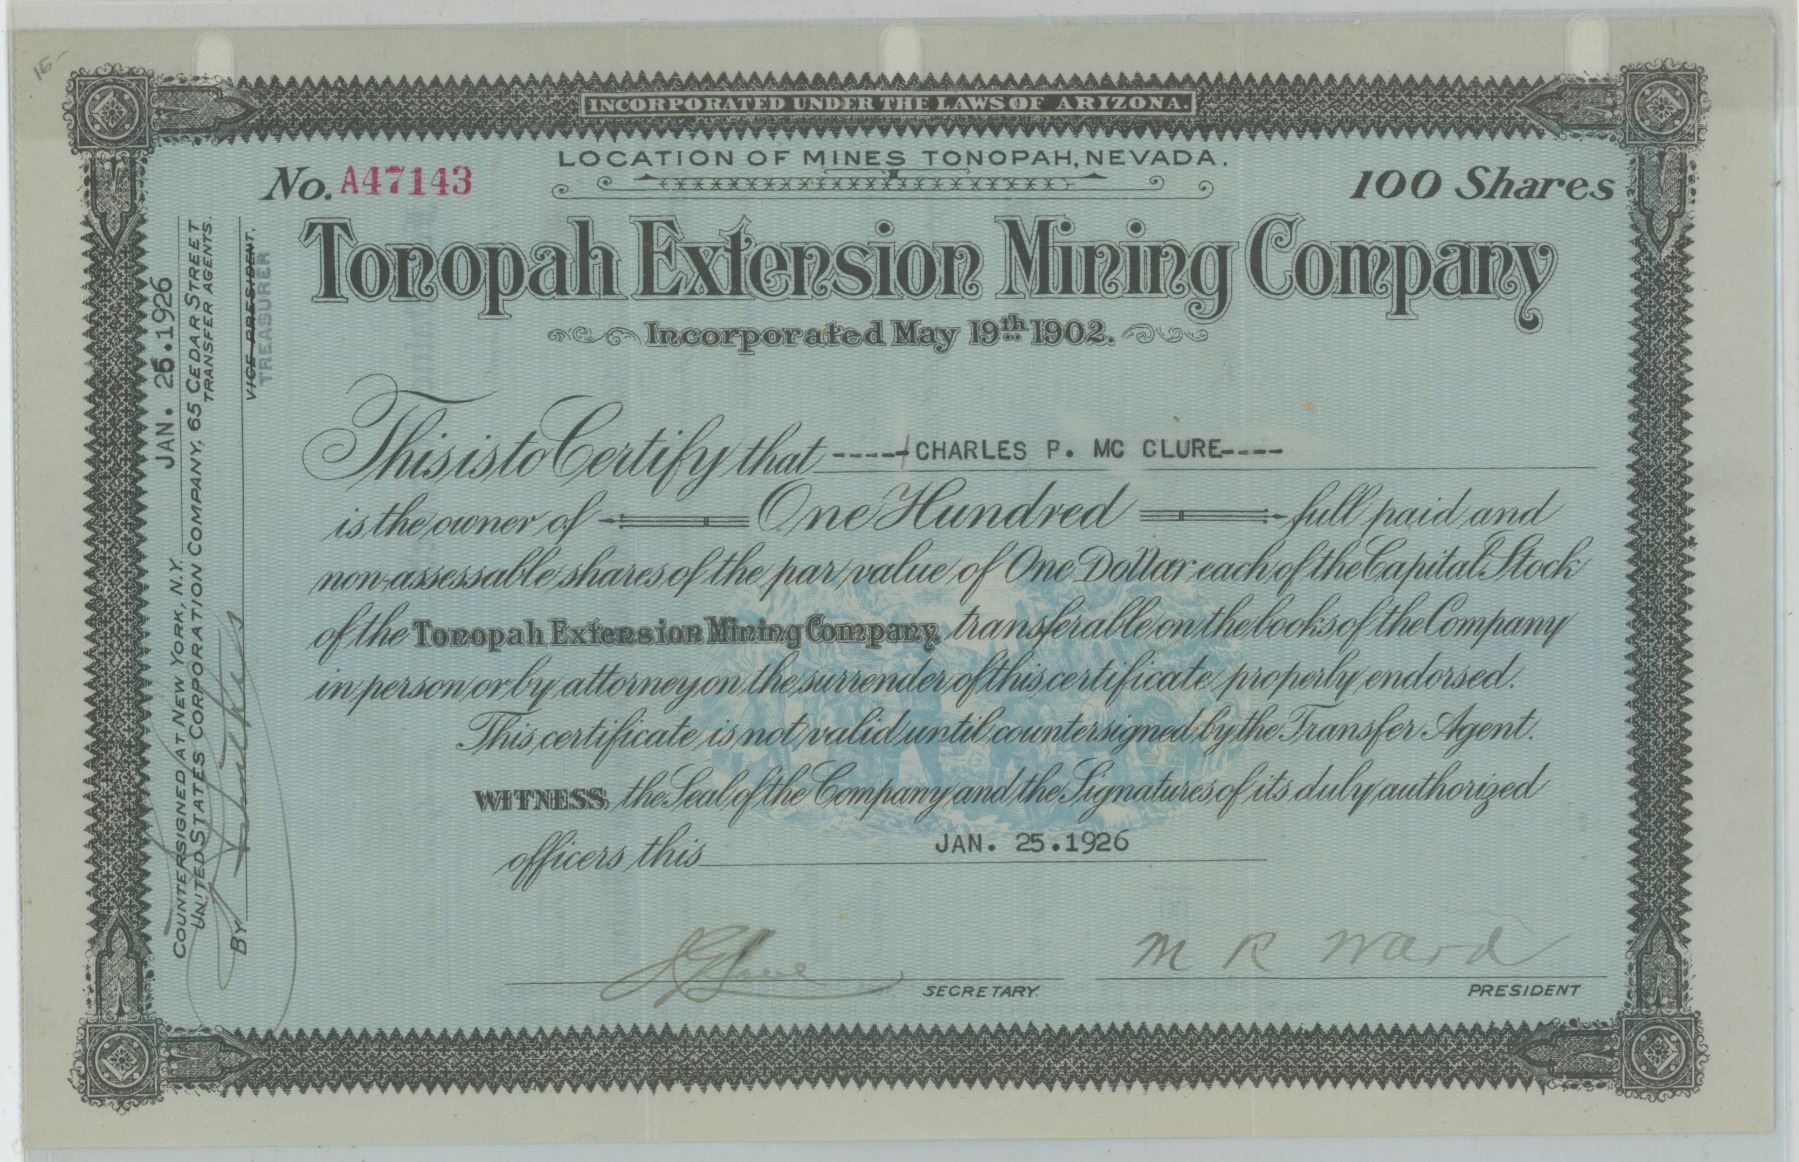 15-
INCORPORATED UNDER THE LAWS OF ARIZONA.
LOCATION OF MINES TONOPAH, NEVADA.
No. A47143
100 Shares
Tonopah Extension Mining Company
Incorporated May 19th 1902.
This is to Certify that -----CHARLES P. MC CLURE----
is the owner of One Hundred full paid and
non-assessable shares of the par value of One Dollar each of the Capital Stock
of the Tonopah Extension Mining Company, transferable on the books of the Company
in person or by attorney on the surrender of this certificate properly endorsed.
This certificate is not valid until countersigned by the Transfer Agent.
WITNESS the Seal of the Company and the Signatures of its duly authorized
officers this JAN. 25.1926
SECRETARY.
M R Ward
PRESIDENT
COUNTERSIGNED AT NEW YORK, N.Y. JAN. 25.1926
UNITED STATES CORPORATION COMPANY, 65 CEDAR STREET
TRANSFER AGENTS.
BY
VICE-PRESIDENT.
TREASURER